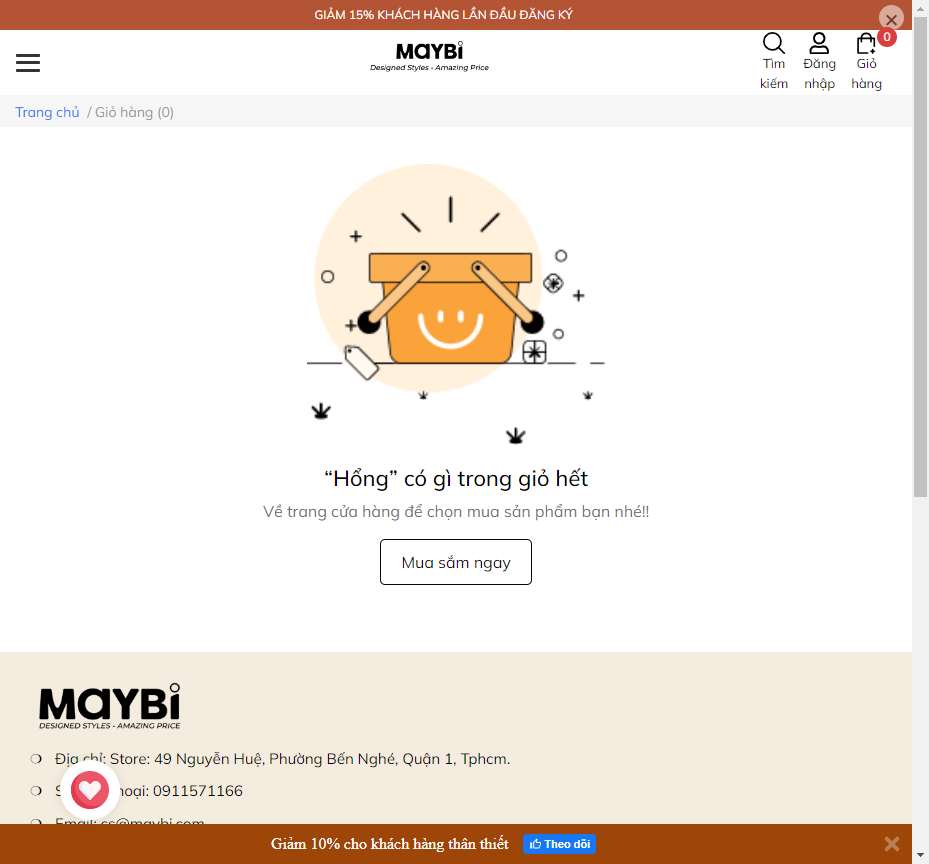 GIẢM 15% KHÁCH HÀNG LẦN ĐẦU ĐĂNG KÝ
MAYBI
Designed Styles - Amazing Price
Tìm kiếm
Đăng nhập
Giỏ hàng
0
Trang chủ / Giỏ hàng (0)
“Hổng” có gì trong giỏ hết
Về trang cửa hàng để chọn mua sản phẩm bạn nhé!!
Mua sắm ngay
MAYBI
DESIGNED STYLES - AMAZING PRICE
Địa chỉ: Store: 49 Nguyễn Huệ, Phường Bến Nghé, Quận 1, Tphcm.
0911571166
Email: cs@maybi.com
Giảm 10% cho khách hàng thân thiết
Theo dõi